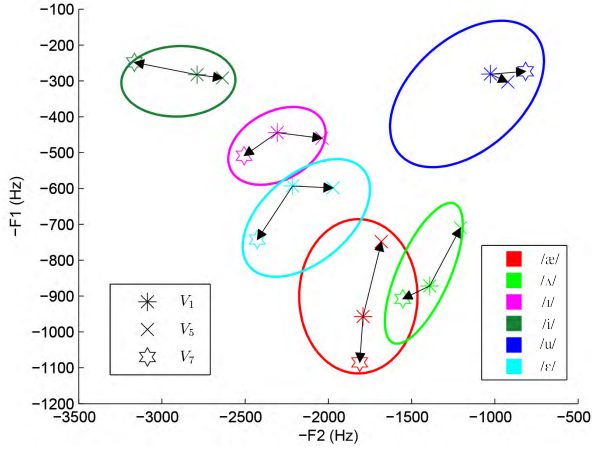 −100
−200
−300
−400
−500
−600
−700
−800
−900
−1000
−1100
−1200
−F1 (Hz)
−3500 −3000 −2500 −2000 −1500 −1000 −500
−F2 (Hz)
V₁
V₅
V₇
/æ/
/ʌ/
/ɪ/
/i/
/u/
/ɛ/